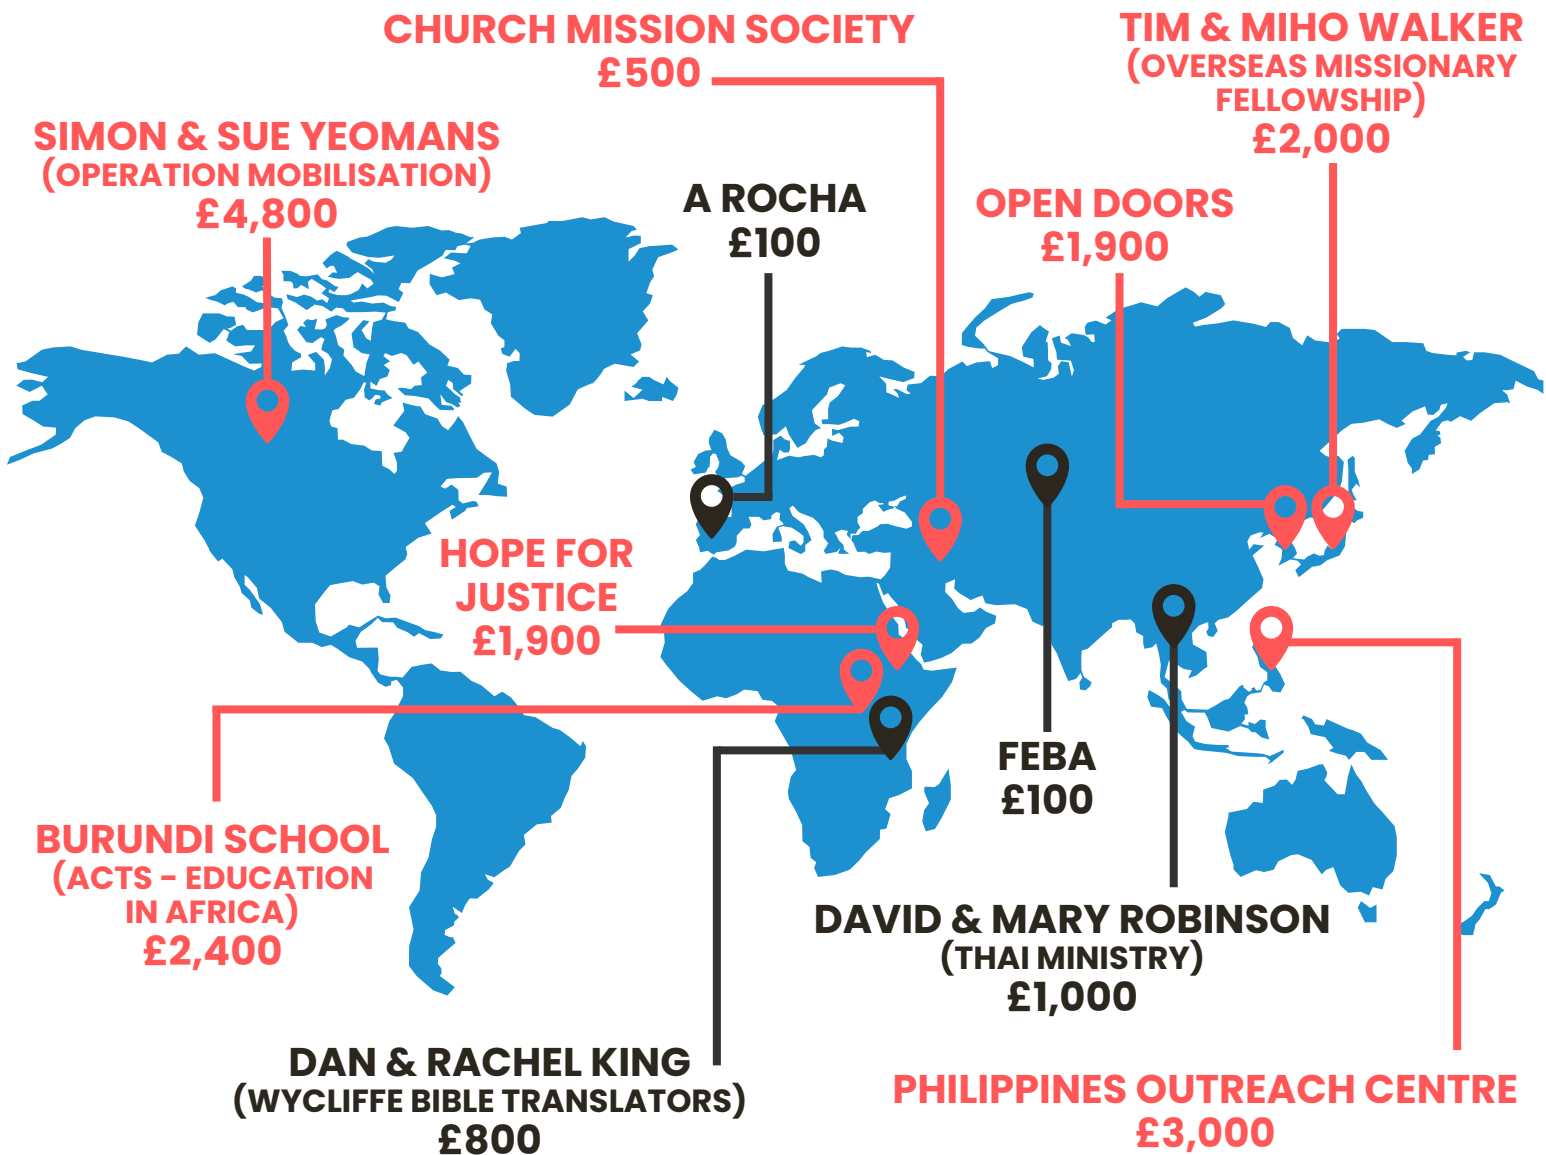 CHURCH MISSION SOCIETY
£500
TIM & MIHO WALKER
(OVERSEAS MISSIONARY
FELLOWSHIP)
£2,000
SIMON & SUE YEOMANS
(OPERATION MOBILISATION)
£4,800
A ROCHA
£100
OPEN DOORS
£1,900
HOPE FOR
JUSTICE
£1,900
FEBA
£100
BURUNDI SCHOOL
(ACTS - EDUCATION
IN AFRICA)
£2,400
DAVID & MARY ROBINSON
(THAI MINISTRY)
£1,000
DAN & RACHEL KING
(WYCLIFFE BIBLE TRANSLATORS)
£800
PHILIPPINES OUTREACH CENTRE
£3,000